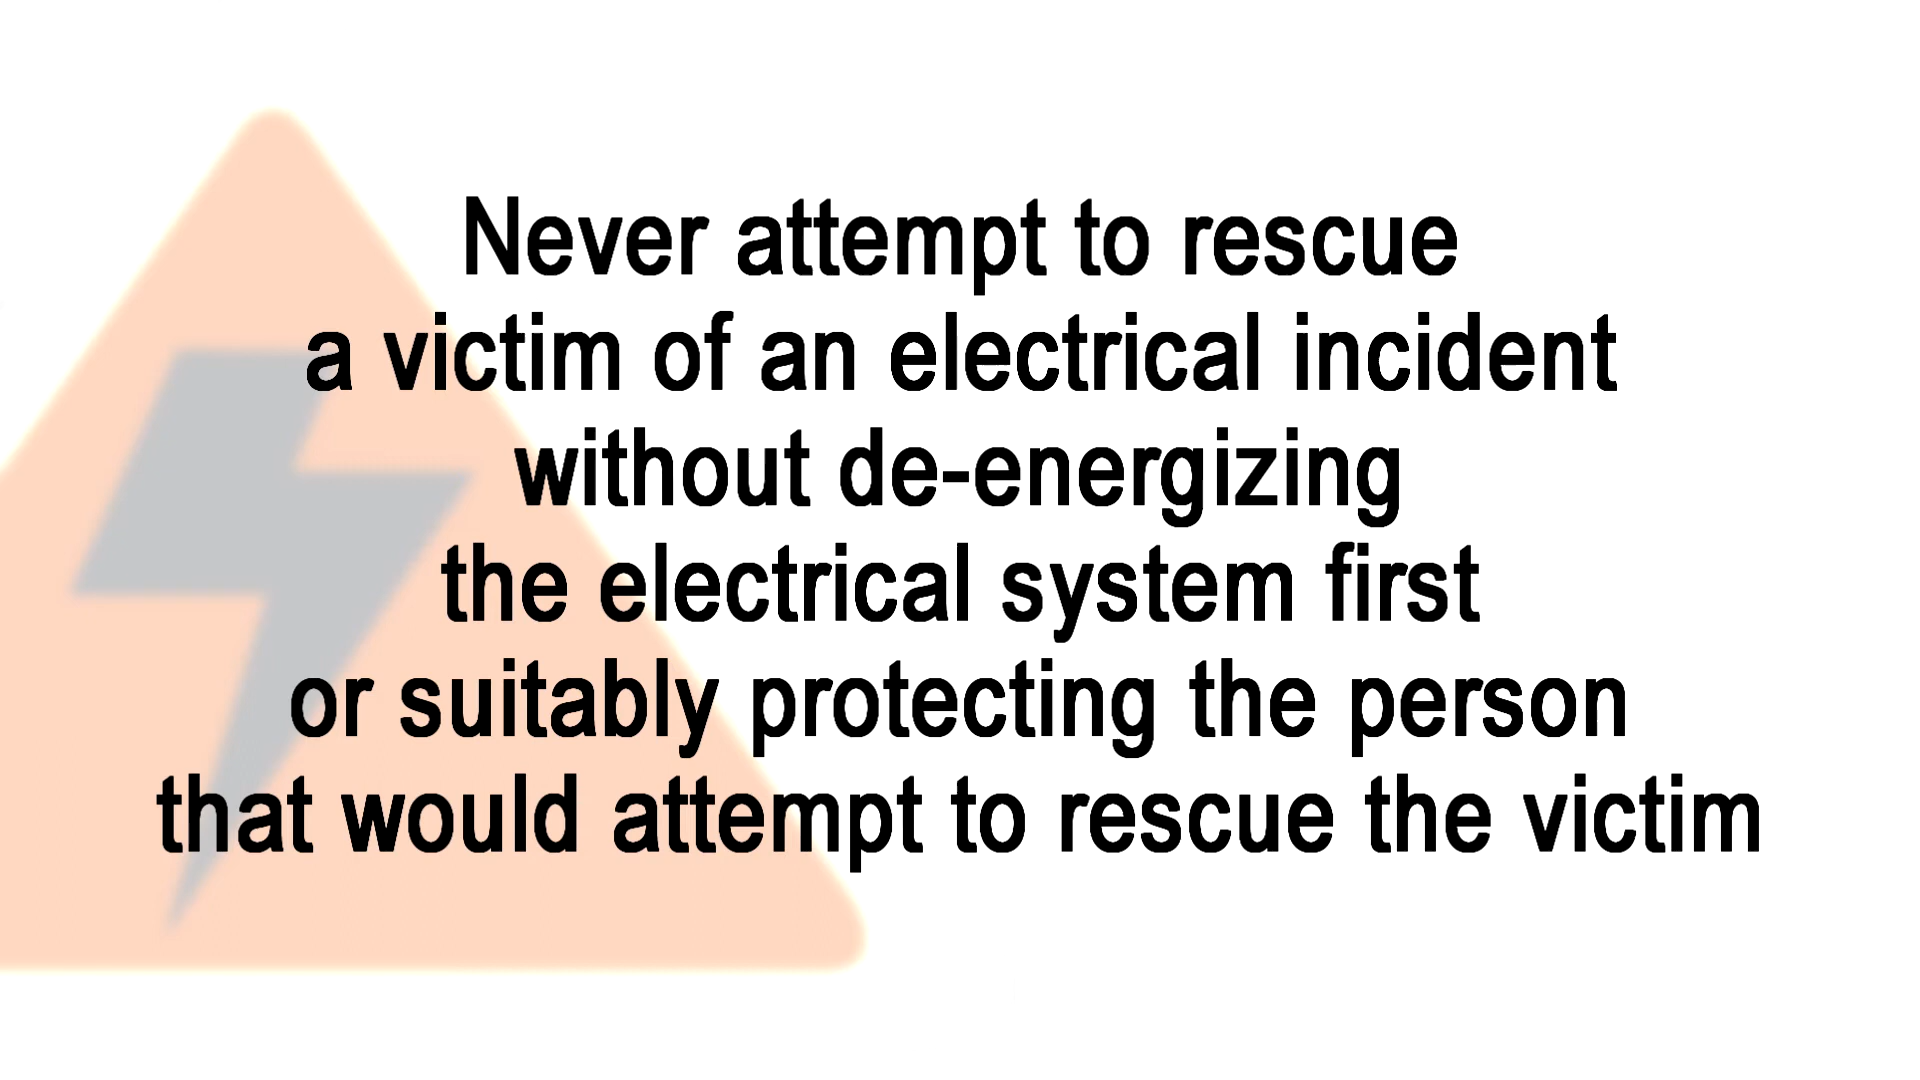 Never attempt to rescue
a victim of an electrical incident
without de-energizing
the electrical system first
or suitably protecting the person
that would attempt to rescue the victim